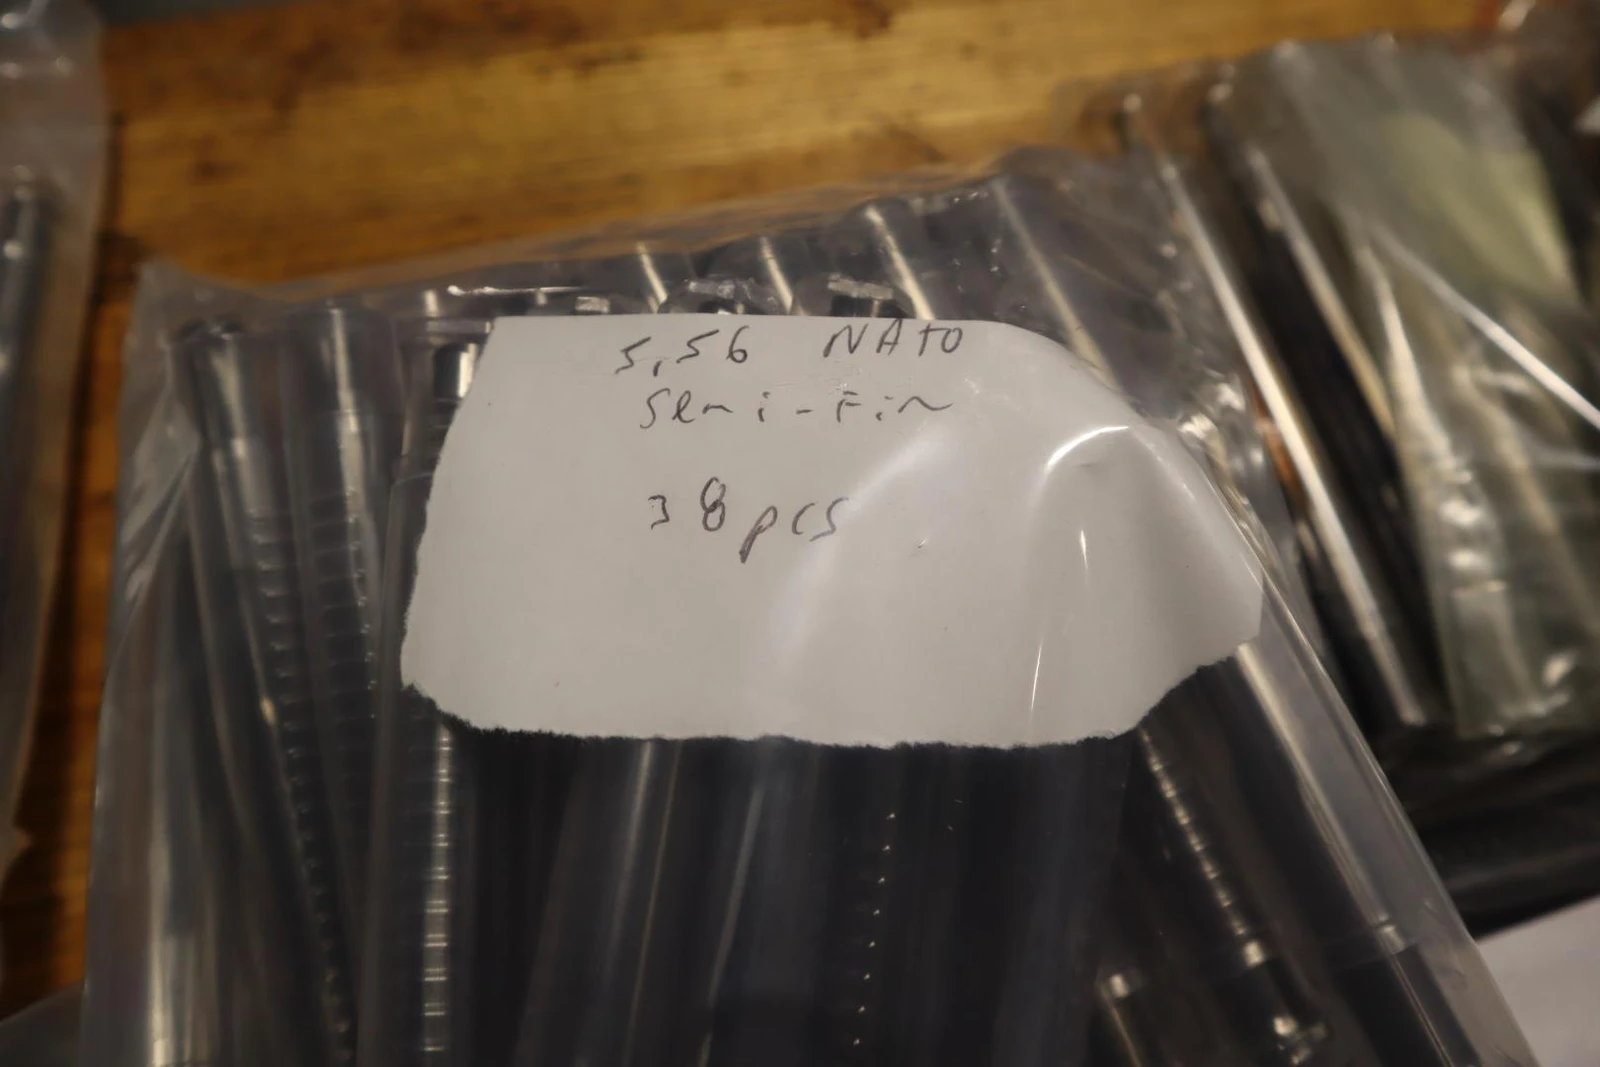 5,56 NATO
Semi-Fin
38 pcs